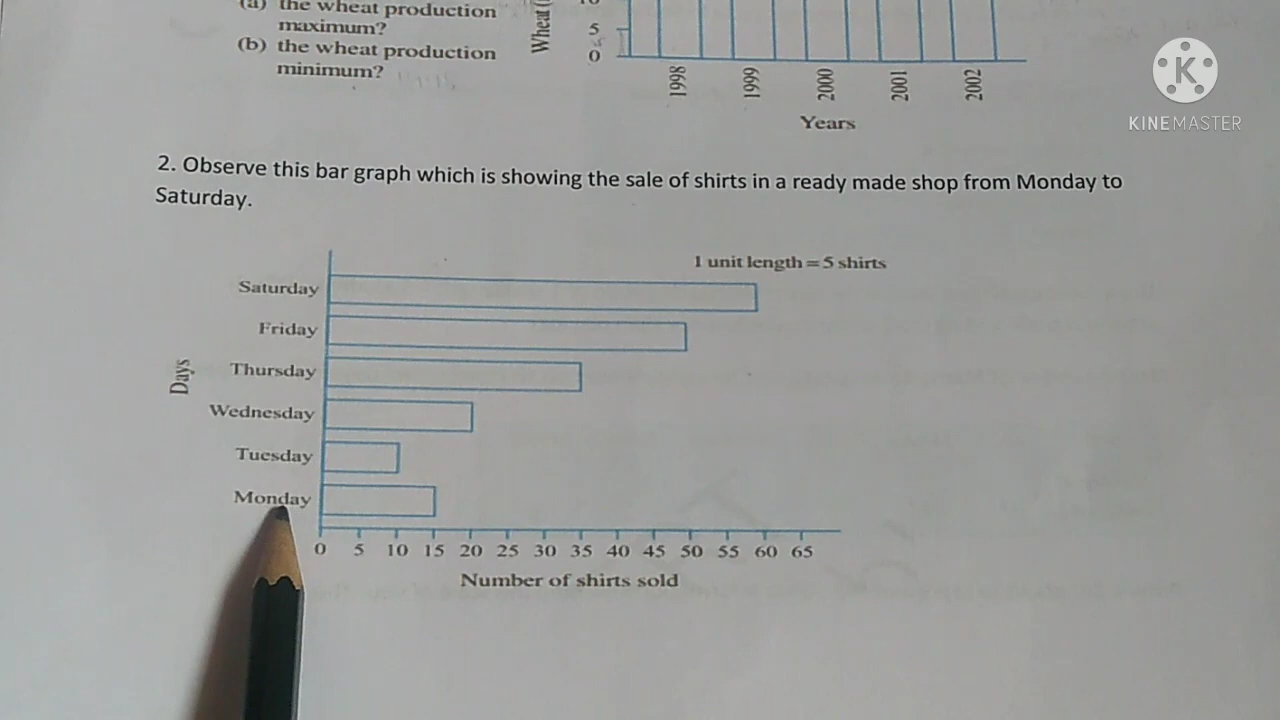 (a) the wheat production
maximum?
(b) the wheat production
minimum?
Wheat
10
5
0
1998
1999
2000
2001
2002
Years
KINEMASTER
2. Observe this bar graph which is showing the sale of shirts in a ready made shop from Monday to
Saturday.
1 unit length = 5 shirts
Days
Saturday
Friday
Thursday
Wednesday
Tuesday
Monday
0 5 10 15 20 25 30 35 40 45 50 55 60 65
Number of shirts sold